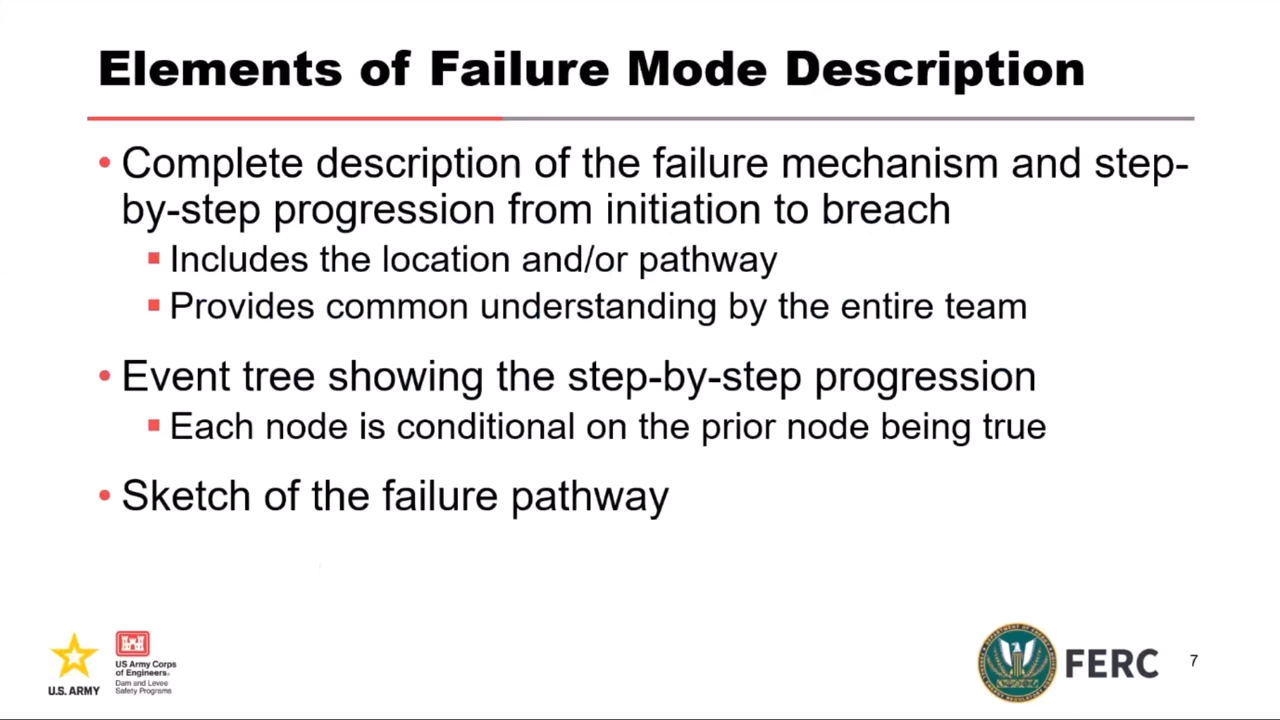 Elements of Failure Mode Description
• Complete description of the failure mechanism and step-
by-step progression from initiation to breach
▪ Includes the location and/or pathway
▪ Provides common understanding by the entire team
• Event tree showing the step-by-step progression
▪ Each node is conditional on the prior node being true
• Sketch of the failure pathway
U.S. ARMY
US Army Corps
of Engineers®
Dam and Levee
Safety Programs
FERC
7